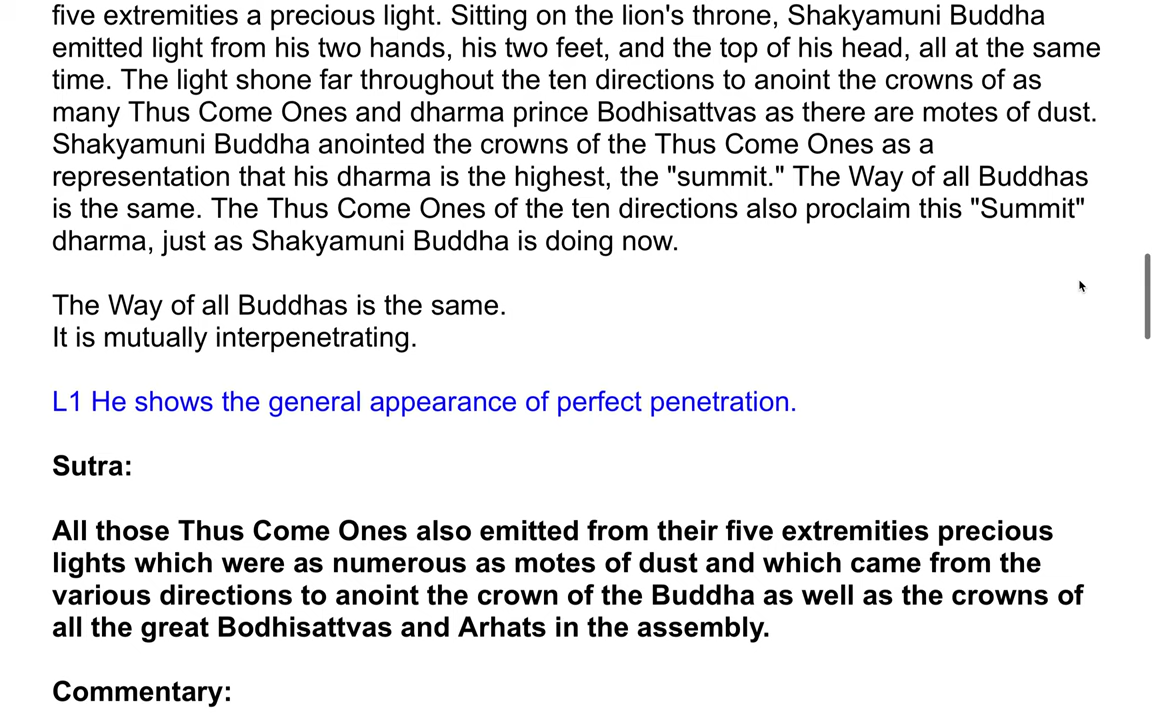 five extremities a precious light. Sitting on the lion's throne, Shakyamuni Buddha
emitted light from his two hands, his two feet, and the top of his head, all at the same
time. The light shone far throughout the ten directions to anoint the crowns of as
many Thus Come Ones and dharma prince Bodhisattvas as there are motes of dust.
Shakyamuni Buddha anointed the crowns of the Thus Come Ones as a
representation that his dharma is the highest, the "summit." The Way of all Buddhas
is the same. The Thus Come Ones of the ten directions also proclaim this "Summit"
dharma, just as Shakyamuni Buddha is doing now.
The Way of all Buddhas is the same.
It is mutually interpenetrating.
L1 He shows the general appearance of perfect penetration.
Sutra:
All those Thus Come Ones also emitted from their five extremities precious
lights which were as numerous as motes of dust and which came from the
various directions to anoint the crown of the Buddha as well as the crowns of
all the great Bodhisattvas and Arhats in the assembly.
Commentary: